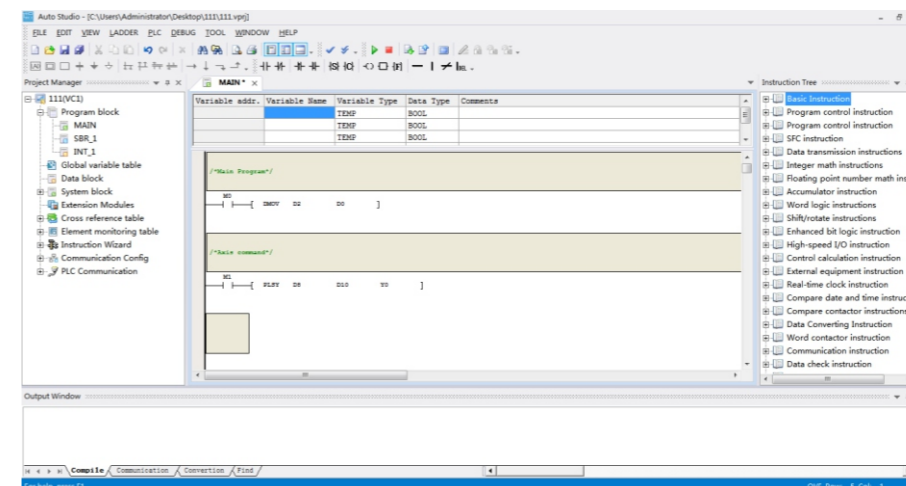 Auto Studio - [C:\Users\Administrator\Desktop\111\111.vprj]
FILE EDIT VIEW LADDER PLC DEBUG TOOL WINDOW HELP
Project Manager
MAIN*
Instruction Tree
111(VC1)
Program block
MAIN
SBR_1
INT_1
Global variable table
Data block
System block
Extension Modules
Cross reference table
Element monitoring table
Instruction Wizard
Communication Config
PLC Communication
Variable addr. Variable Name Variable Type Data Type Comments
TEMP BOOL
TEMP BOOL
TEMP BOOL
/*Main Program*/
M0
[ DMOV D2 D0 ]
/*Axis command*/
M1
[ PLSY D8 D10 Y0 ]
Basic Instruction
Program control instruction
Program control instruction
SFC instruction
Data transmission instructions
Integer math instructions
Floating point number math ins
Accumulator instruction
Word logic instructions
Shift/rotate instructions
Enhanced bit logic instruction
High-speed I/O instruction
Control calculation instruction
External equipment instruction
Real-time clock instruction
Compare date and time instruc
Compare contactor instructions
Data Converting Instruction
Word contactor instruction
Communication instruction
Data check instruction
Output Window
Compile Communication Convertion Find